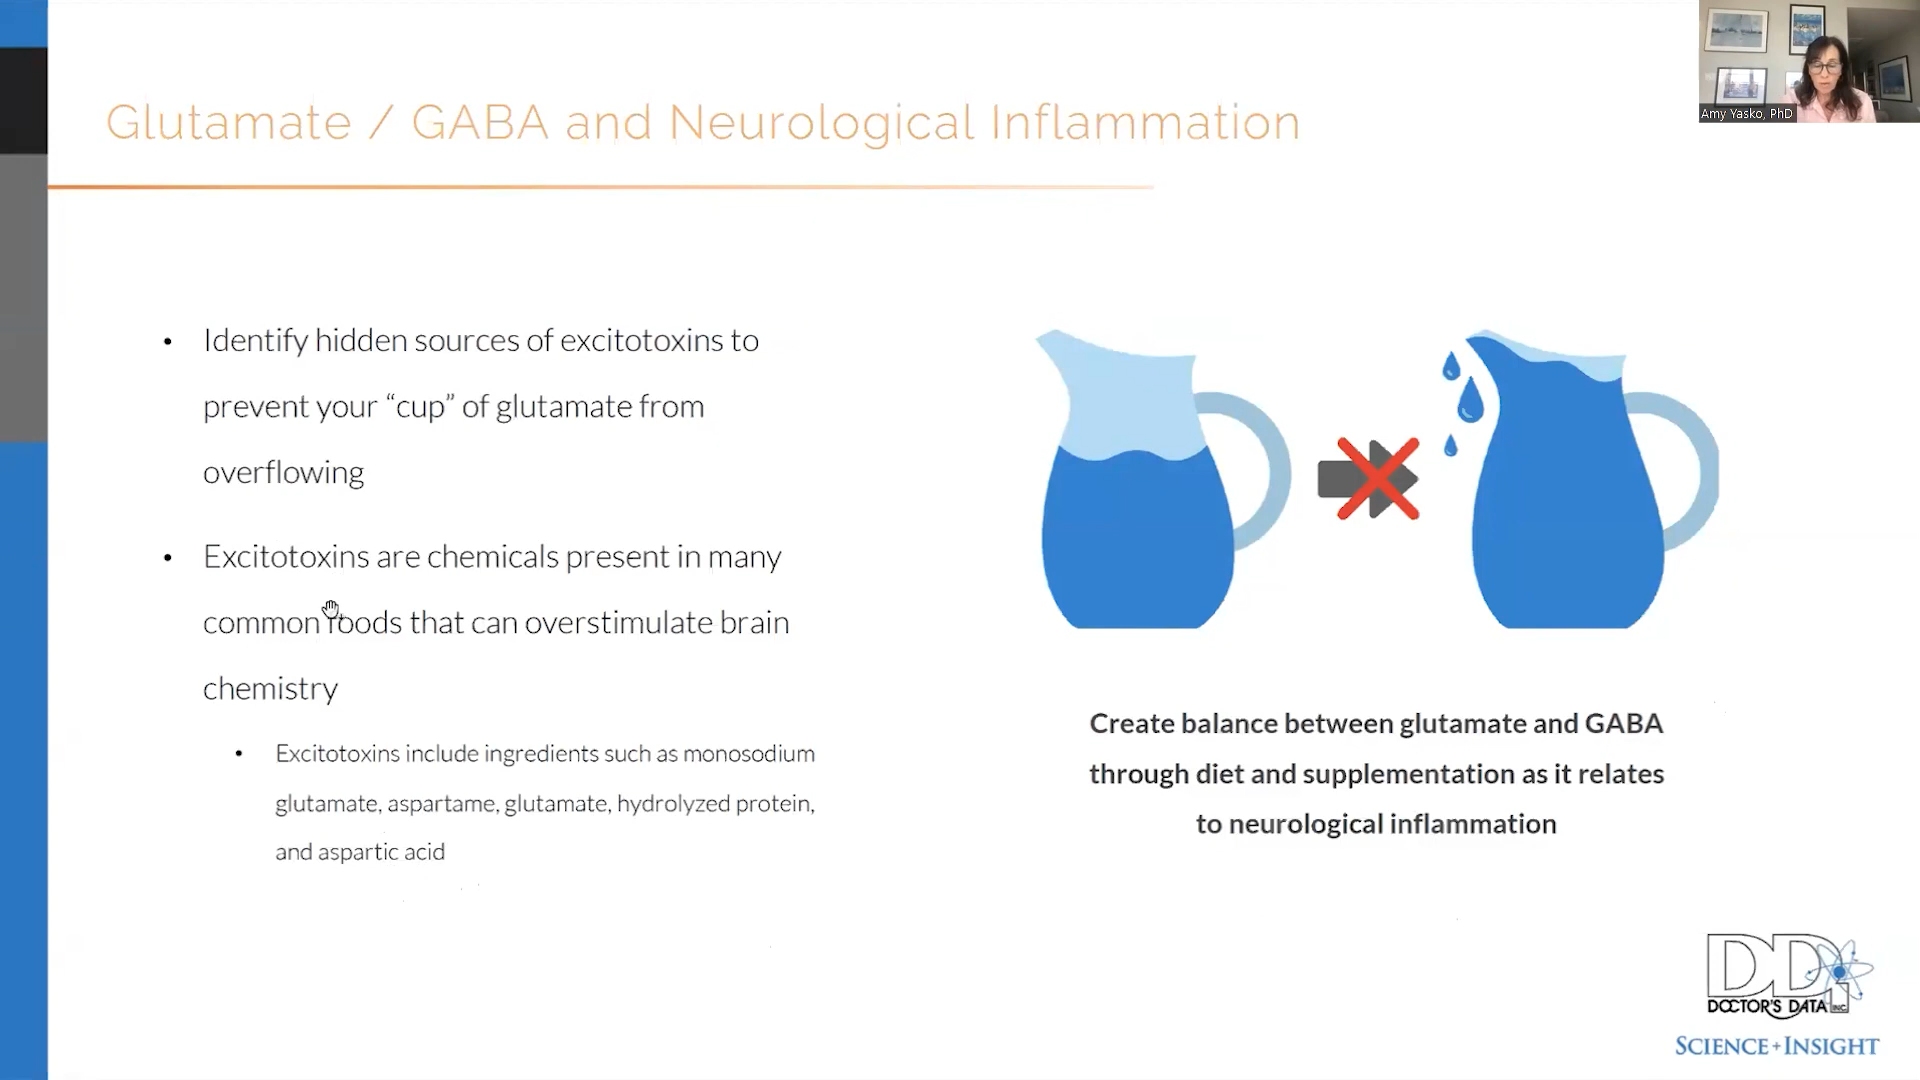 Amy Yasko, PhD
Glutamate / GABA and Neurological Inflammation
• Identify hidden sources of excitotoxins to
prevent your “cup” of glutamate from
overflowing
• Excitotoxins are chemicals present in many
common foods that can overstimulate brain
chemistry
• Excitotoxins include ingredients such as monosodium
glutamate, aspartame, glutamate, hydrolyzed protein,
and aspartic acid
Create balance between glutamate and GABA
through diet and supplementation as it relates
to neurological inflammation
DDI
DOCTOR'S DATA INC.
SCIENCE + INSIGHT